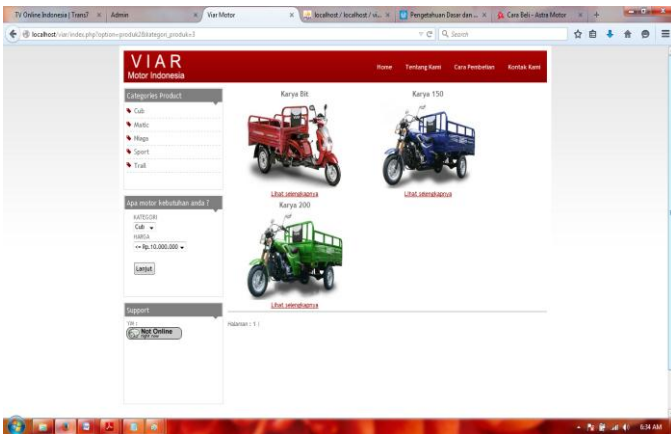 TV Online Indonesia | Trans7
Admin
Viar Motor
localhost / localhost / vi...
Pengetahuan Dasar dan ...
Cara Beli - Astra Motor
localhost/viar/index.php?option=produk2&kategori_produk=3
Search
VIAR
Motor Indonesia
Home
Tentang Kami
Cara Pembelian
Kontak Kami
Categories Product
Cub
Matic
Niaga
Sport
Trail
Karya Bit
Karya 150
Lihat selengkapnya
Lihat selengkapnya
Karya 200
Lihat selengkapnya
Apa motor kebutuhan anda ?
KATEGORI
Cub
HARGA
<= Rp.10.000.000
Lanjut
Support
YM :
Not Online
right now
Halaman : 1 |
6:34 AM